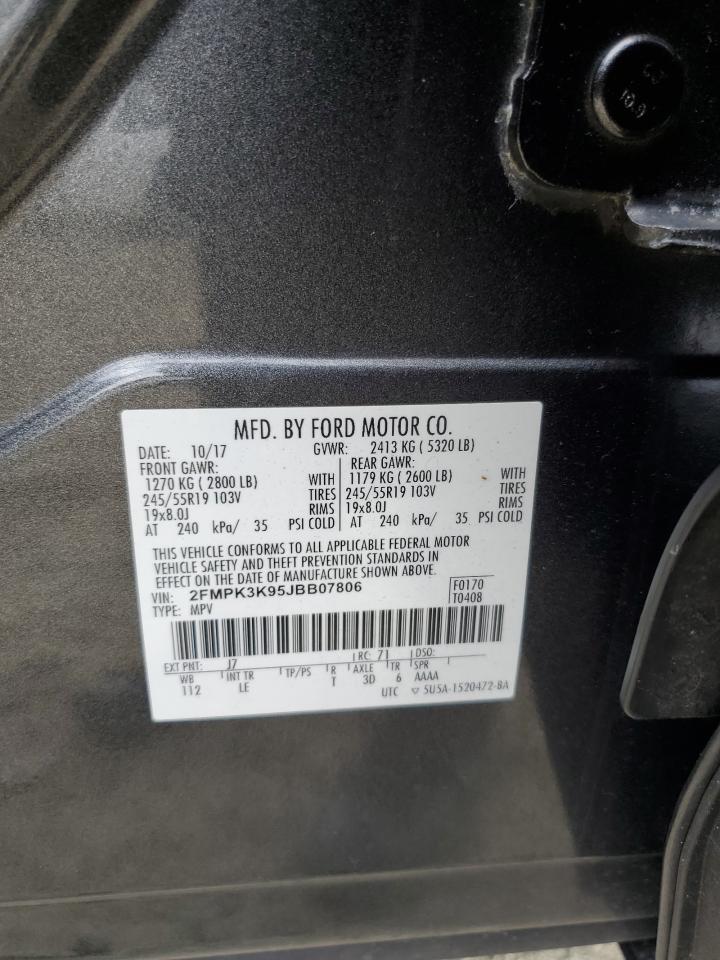 10.9
MFD. BY FORD MOTOR CO.
DATE: 10/17 GVWR: 2413 KG ( 5320 LB)
FRONT GAWR: REAR GAWR:
1270 KG ( 2800 LB) WITH 1179 KG ( 2600 LB) WITH
245/55R19 103V TIRES 245/55R19 103V TIRES
19x8.0J RIMS 19x8.0J RIMS
AT 240 kPa/ 35 PSI COLD AT 240 kPa/ 35 PSI COLD
THIS VEHICLE CONFORMS TO ALL APPLICABLE FEDERAL MOTOR
VEHICLE SAFETY AND THEFT PREVENTION STANDARDS IN
EFFECT ON THE DATE OF MANUFACTURE SHOWN ABOVE.
VIN: 2FMPK3K95JBB07806 F0170
TYPE: MPV T0408
EXT PNT: J7 RC: 71 DSO:
WB INT TR TP/PS R AXLE TR SPR
112 LE T 3D 6 AAAA
UTC ▽ 5U5A-1520472-BA